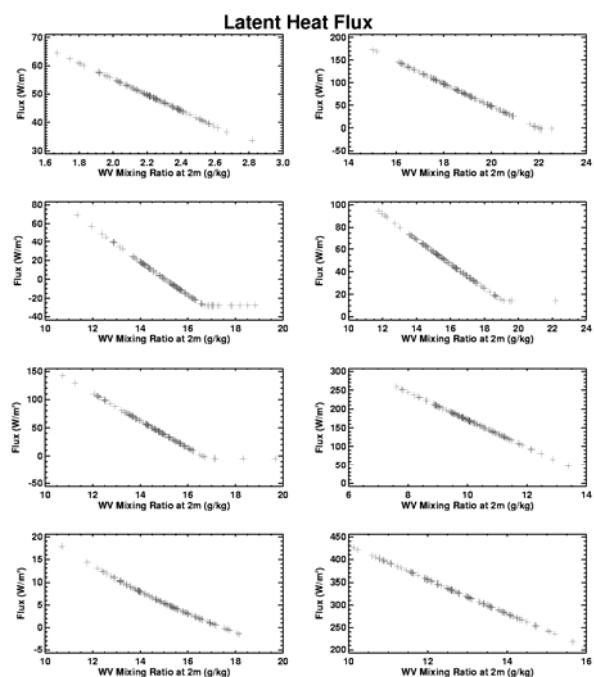 Latent Heat Flux
70
60
50
40
30
Flux (W/m²)
1.6 1.8 2.0 2.2 2.4 2.6 2.8 3.0
WV Mixing Ratio at 2m (g/kg)
200
150
100
50
0
-50
Flux (W/m²)
14 16 18 20 22 24
WV Mixing Ratio at 2m (g/kg)
80
60
40
20
0
-20
-40
Flux (W/m²)
10 12 14 16 18 20
WV Mixing Ratio at 2m (g/kg)
100
80
60
40
20
0
Flux (W/m²)
10 12 14 16 18 20 22 24
WV Mixing Ratio at 2m (g/kg)
150
100
50
0
-50
Flux (W/m²)
10 12 14 16 18 20
WV Mixing Ratio at 2m (g/kg)
300
250
200
150
100
50
0
Flux (W/m²)
6 8 10 12 14
WV Mixing Ratio at 2m (g/kg)
20
15
10
5
0
-5
Flux (W/m²)
10 12 14 16 18 20
WV Mixing Ratio at 2m (g/kg)
450
400
350
300
250
200
Flux (W/m²)
10 12 14 16
WV Mixing Ratio at 2m (g/kg)